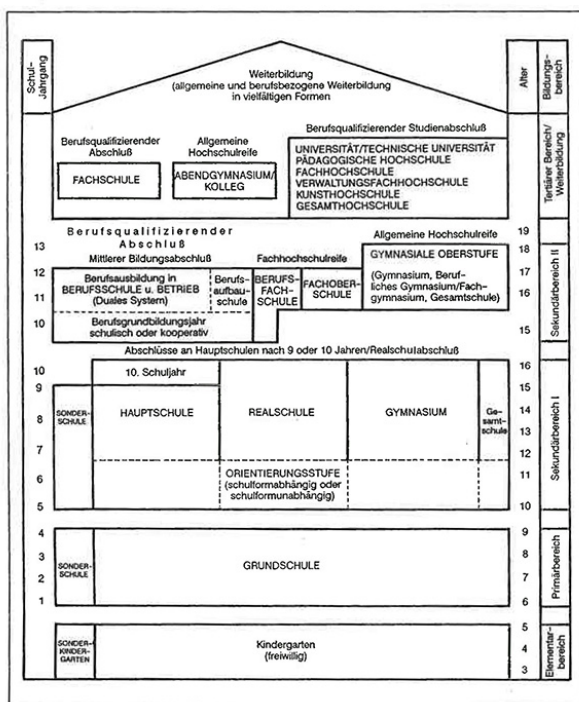 Schul-
Jahrgang
Alter
Bildungs-
bereich
Weiterbildung
(allgemeine und berufsbezogene Weiterbildung
in vielfältigen Formen
Berufsqualifizierender
Abschluß
Allgemeine
Hochschulreife
Berufsqualifizierender Studienabschluß
FACHSCHULE
ABENDGYMNASIUM/
KOLLEG
UNIVERSITÄT/TECHNISCHE UNIVERSITÄT
PÄDAGOGISCHE HOCHSCHULE
FACHHOCHSCHULE
VERWALTUNGSFACHHOCHSCHULE
KUNSTHOCHSCHULE
GESAMTHOCHSCHULE
Tertiärer Bereich/
Weiterbildung
19
Berufsqualifizierender
Abschluß
Allgemeine Hochschulreife
13
Mittlerer Bildungsabschluß
Fachhochschulreife
18
12
Berufsausbildung in
BERUFSSCHULE u. BETRIEB
(Duales System)
Berufs-
aufbau-
schule
BERUFS-
FACH-
SCHULE
FACHOBER-
SCHULE
GYMNASIALE OBERSTUFE
(Gymnasium, Beruf-
liches Gymnasium/Fach-
gymnasium, Gesamtschule)
17
11
16
10
Berufsgrundbildungsjahr
schulisch oder kooperativ
15
Sekundärbereich II
Abschlüsse an Hauptschulen nach 9 oder 10 Jahren/Realschulabschluß
10
10. Schuljahr
16
9
15
SONDER-
SCHULE
HAUPTSCHULE
REALSCHULE
GYMNASIUM
Ge-
samt-
schule
8
14
13
7
12
6
ORIENTIERUNGSSTUFE
(schulformabhängig oder
schulformunabhängig)
11
5
10
Sekundärbereich I
4
9
3
8
SONDER-
SCHULE
GRUNDSCHULE
2
7
1
6
Primärbereich
SONDER-
KINDER-
GARTEN
Kindergarten
(freiwillig)
5
4
3
Elementar-
bereich